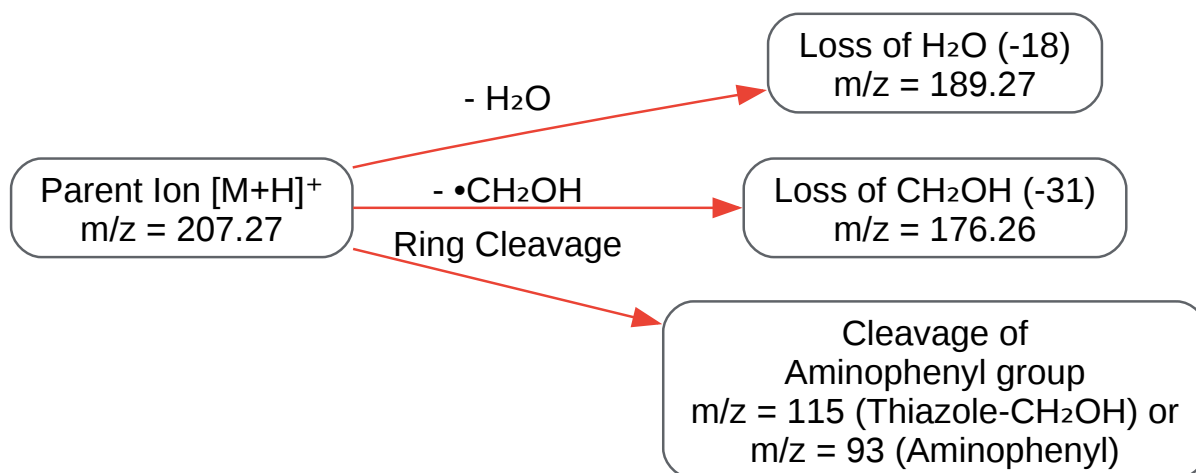 Loss of H₂O (-18)
m/z = 189.27
- H₂O
Parent Ion [M+H]⁺
m/z = 207.27
- •CH₂OH
Loss of CH₂OH (-31)
m/z = 176.26
Ring Cleavage
Cleavage of
Aminophenyl group
m/z = 115 (Thiazole-CH₂OH) or
m/z = 93 (Aminophenyl)